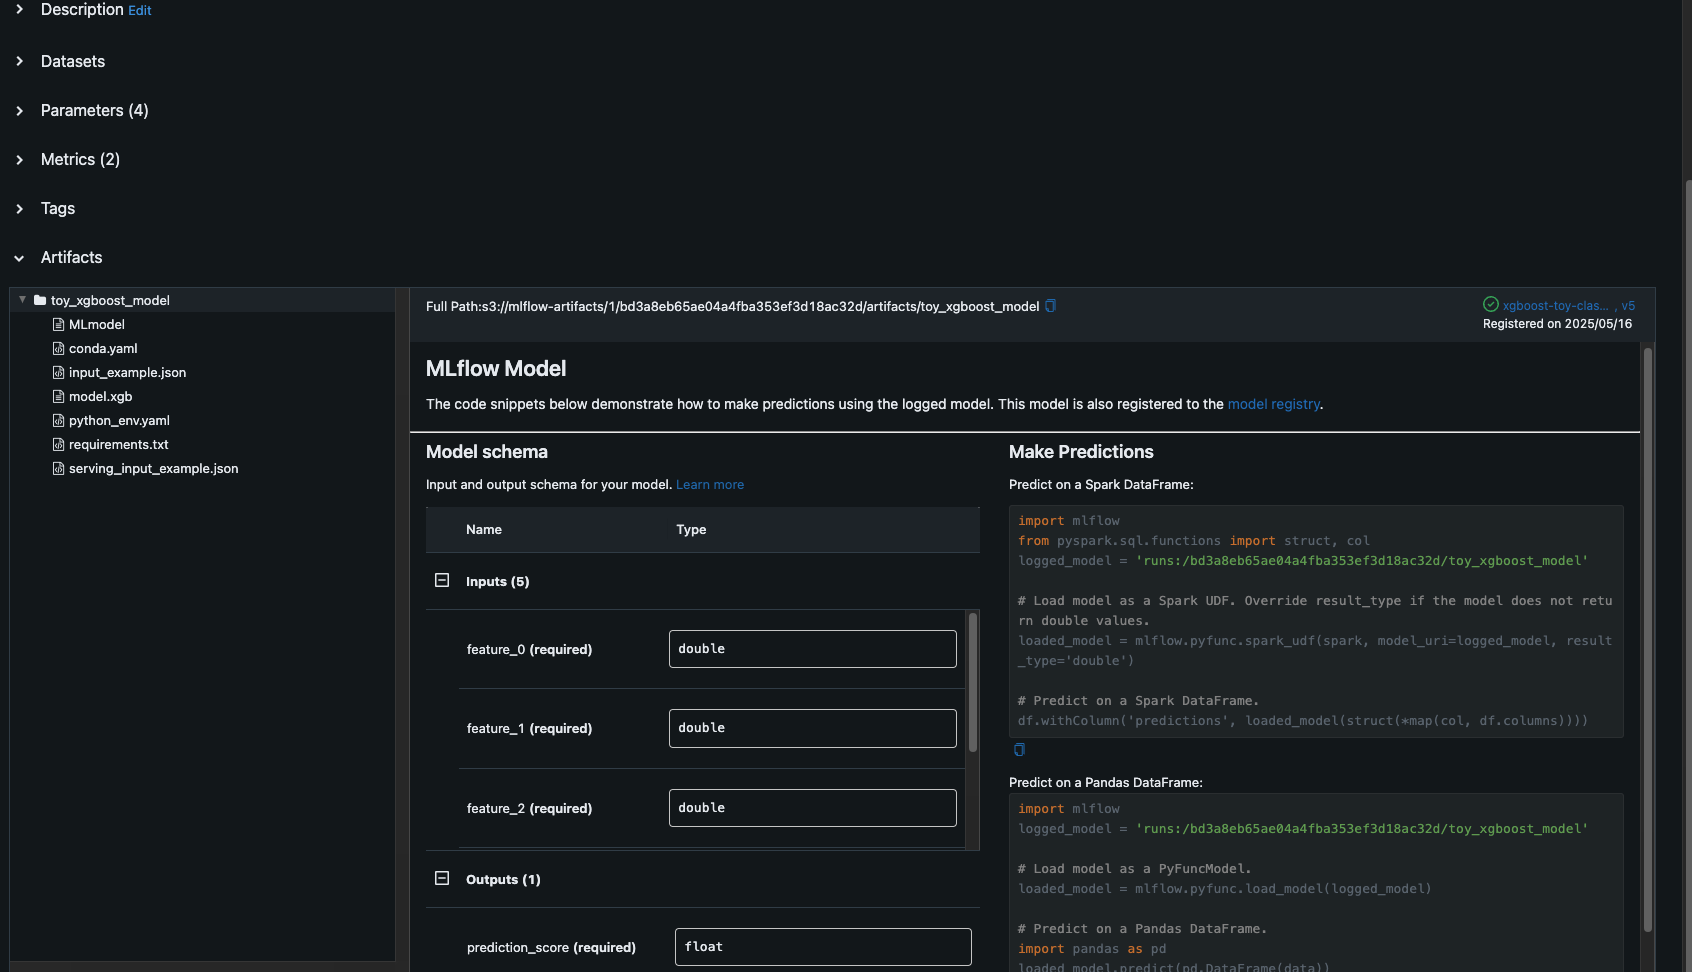 Description Edit
Datasets
Parameters (4)
Metrics (2)
Tags
Artifacts
toy_xgboost_model
MLmodel
conda.yaml
input_example.json
model.xgb
python_env.yaml
requirements.txt
serving_input_example.json
Full Path:s3://mlflow-artifacts/1/bd3a8eb65ae04a4fba353ef3d18ac32d/artifacts/toy_xgboost_model
xgboost-toy-clas... , v5
Registered on 2025/05/16
MLflow Model
The code snippets below demonstrate how to make predictions using the logged model. This model is also registered to the model registry.
Model schema
Input and output schema for your model. Learn more
Name Type
Inputs (5)
feature_0 (required) double
feature_1 (required) double
feature_2 (required) double
Outputs (1)
prediction_score (required) float
Make Predictions
Predict on a Spark DataFrame:
import mlflow
from pyspark.sql.functions import struct, col
logged_model = 'runs:/bd3a8eb65ae04a4fba353ef3d18ac32d/toy_xgboost_model'
# Load model as a Spark UDF. Override result_type if the model does not retu
rn double values.
loaded_model = mlflow.pyfunc.spark_udf(spark, model_uri=logged_model, result
_type='double')
# Predict on a Spark DataFrame.
df.withColumn('predictions', loaded_model(struct(*map(col, df.columns))))
Predict on a Pandas DataFrame:
import mlflow
logged_model = 'runs:/bd3a8eb65ae04a4fba353ef3d18ac32d/toy_xgboost_model'
# Load model as a PyFuncModel.
loaded_model = mlflow.pyfunc.load_model(logged_model)
# Predict on a Pandas DataFrame.
import pandas as pd
loaded_model.predict(pd.DataFrame(data))